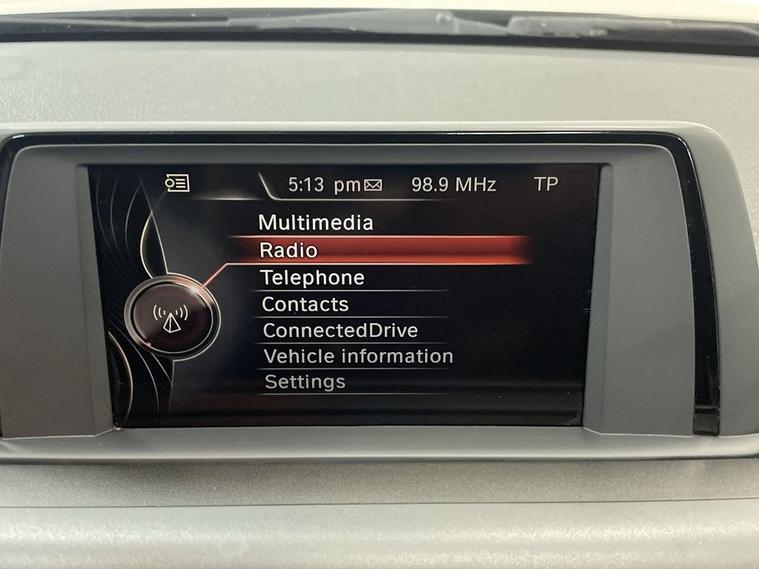 5:13 pm 98.9 MHz TP
Multimedia
Radio
Telephone
Contacts
ConnectedDrive
Vehicle information
Settings